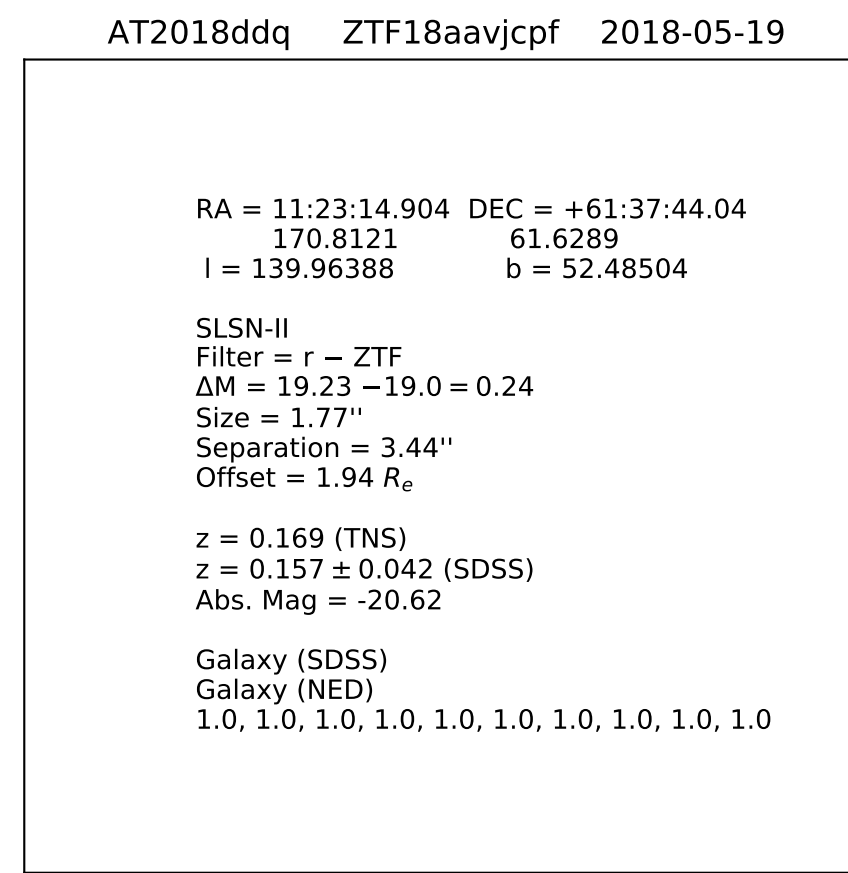 AT2018ddq ZTF18aavjcpf 2018-05-19
RA = 11:23:14.904 DEC = +61:37:44.04
170.8121 61.6289
l = 139.96388 b = 52.48504
SLSN-II
Filter = r − ZTF
ΔM = 19.23 −19.0 = 0.24
Size = 1.77''
Separation = 3.44''
Offset = 1.94 Rₑ
z = 0.169 (TNS)
z = 0.157 ± 0.042 (SDSS)
Abs. Mag = -20.62
Galaxy (SDSS)
Galaxy (NED)
1.0, 1.0, 1.0, 1.0, 1.0, 1.0, 1.0, 1.0, 1.0, 1.0